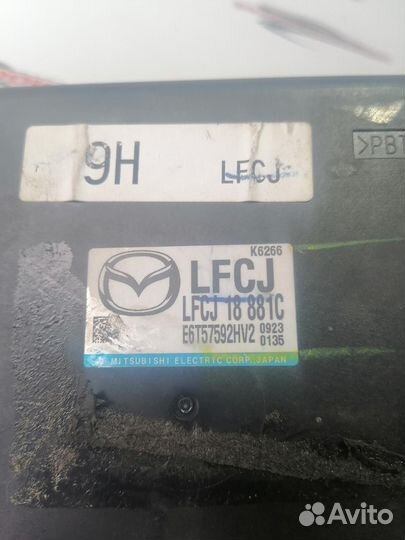 9H LFCJ
>PBT
K6266
LFCJ
LFCJ 18 881C
E6T57592HV2 0923
0135
MITSUBISHI ELECTRIC CORP. JAPAN
Avito